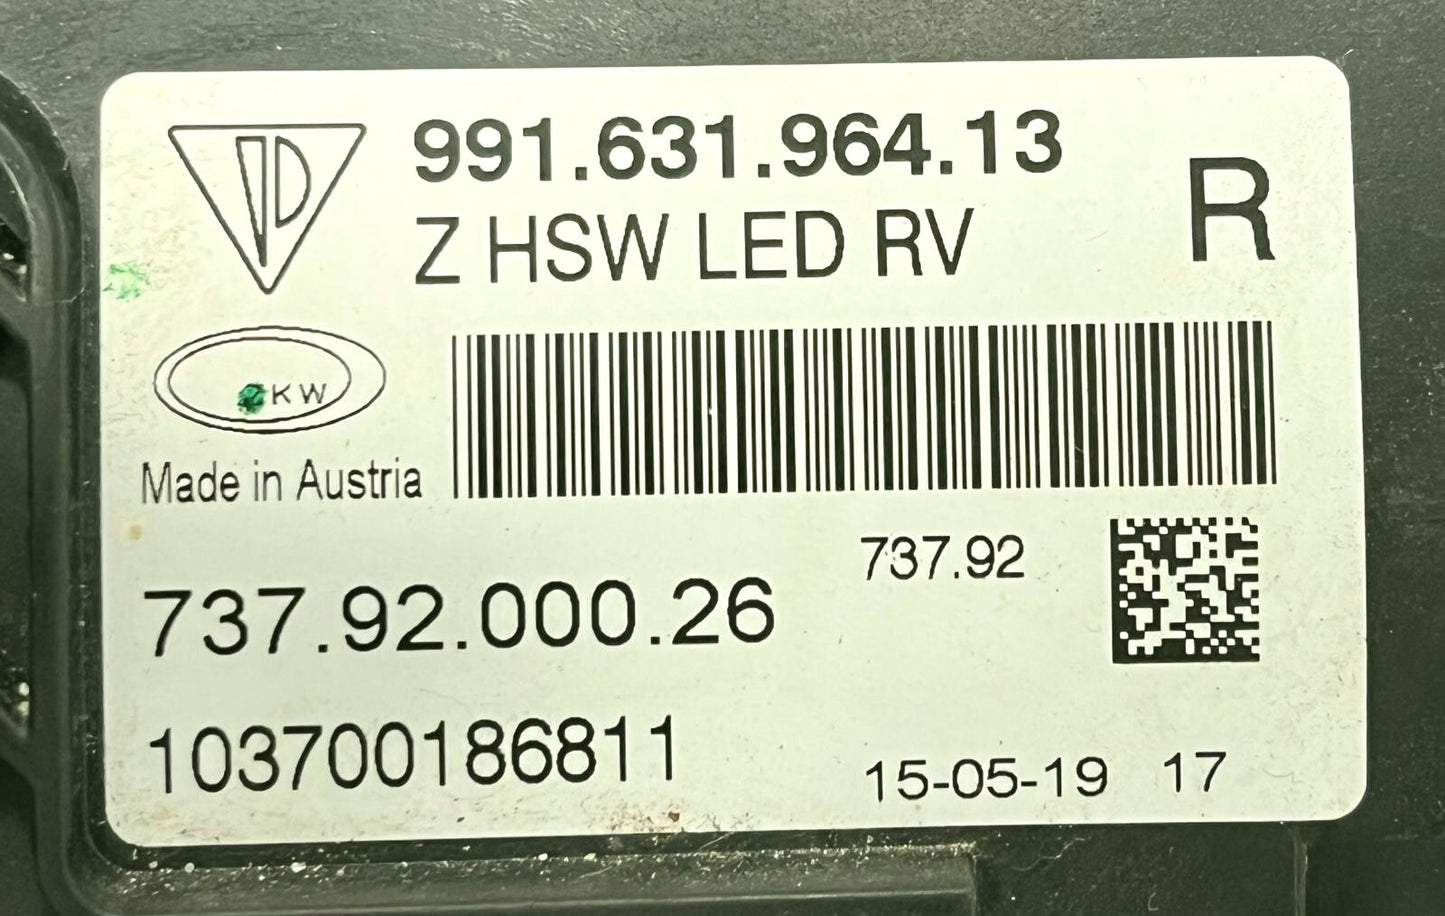 991.631.964.13
Z HSW LED RV
R
ZKW
Made in Austria
737.92
737.92.000.26
103700186811
15-05-19 17